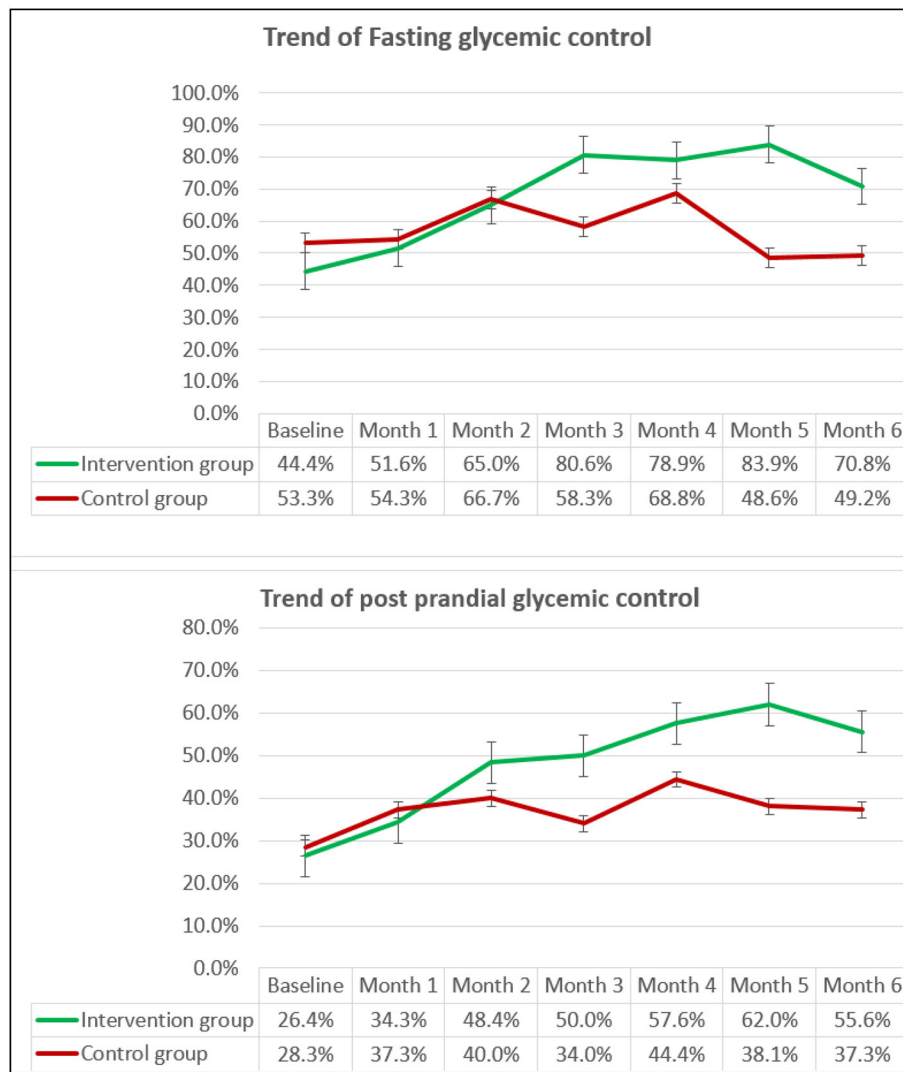 Trend of Fasting glycemic control
100.0%
90.0%
80.0%
70.0%
60.0%
50.0%
40.0%
30.0%
20.0%
10.0%
0.0%
Baseline Month 1 Month 2 Month 3 Month 4 Month 5 Month 6
Intervention group 44.4% 51.6% 65.0% 80.6% 78.9% 83.9% 70.8%
Control group 53.3% 54.3% 66.7% 58.3% 68.8% 48.6% 49.2%
Trend of post prandial glycemic control
80.0%
70.0%
60.0%
50.0%
40.0%
30.0%
20.0%
10.0%
0.0%
Baseline Month 1 Month 2 Month 3 Month 4 Month 5 Month 6
Intervention group 26.4% 34.3% 48.4% 50.0% 57.6% 62.0% 55.6%
Control group 28.3% 37.3% 40.0% 34.0% 44.4% 38.1% 37.3%